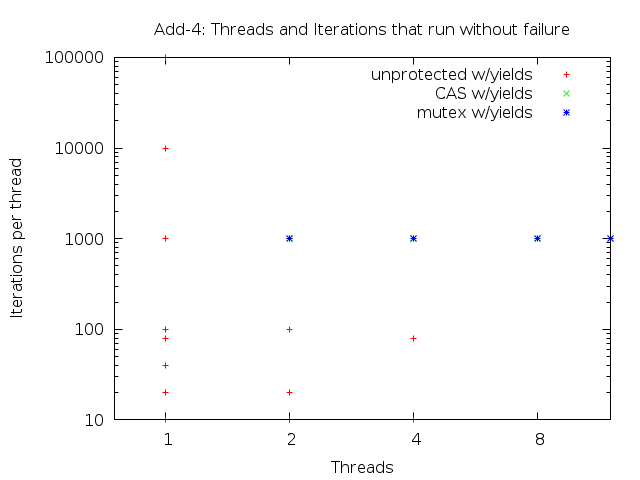 Add-4: Threads and Iterations that run without failure
100000
10000
1000
100
10
Iterations per thread
unprotected w/yields
CAS w/yields
mutex w/yields
1 2 4 8
Threads